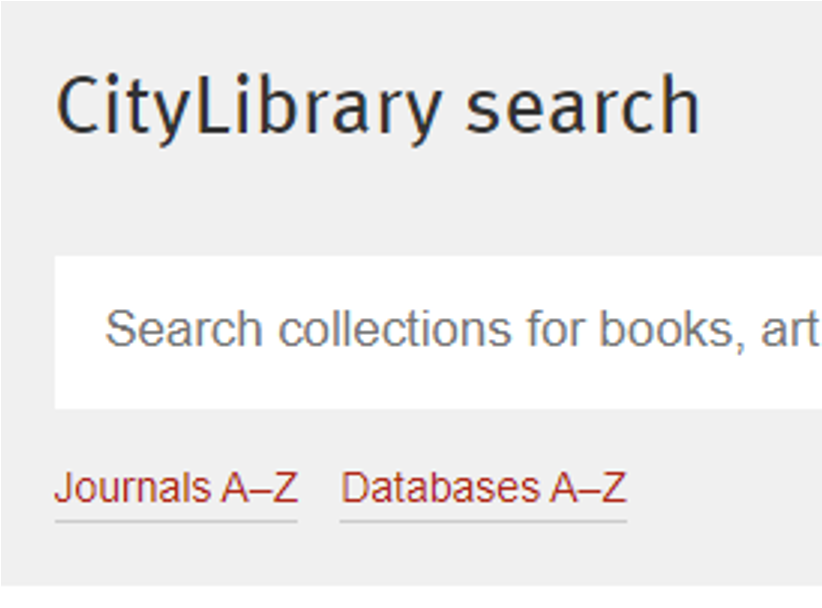 CityLibrary search
Search collections for books, art
Journals A–Z Databases A–Z